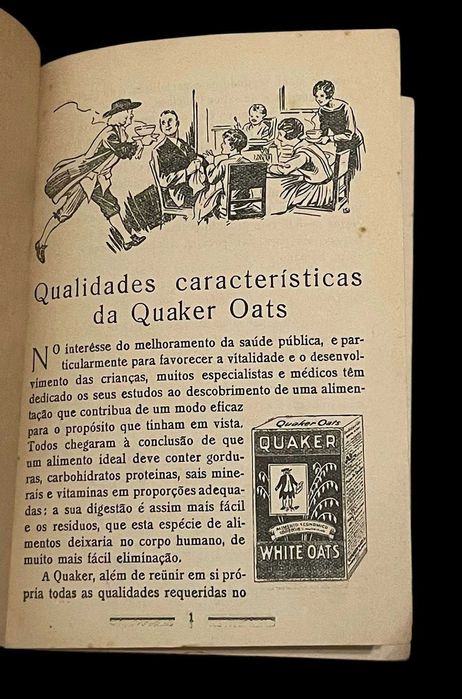 Qualidades características
da Quaker Oats
NO interêsse do melhoramento da saúde pública, e par-
ticularmente para favorecer a vitalidade e o desenvol-
vimento das crianças, muitos especialistas e médicos têm
dedicado os seus estudos ao descobrimento de uma alimen-
tação que contribua de um modo eficaz
para o propósito que tinham em vista.
Todos chegaram à conclusão de que
um alimento ideal deve conter gordu-
ras, carbohidratos proteinas, sais mine-
rais e vitaminas em proporções adequa-
das; a sua digestão é assim mais fácil
e os residuos, que esta espécie de ali-
mentos deixaria no corpo humano, de
muito mais fácil eliminação.
A Quaker, além de reünir em si pró-
pria todas as qualidades requeridas no
Quaker Oats
QUAKER
ALIMENTO ECONOMICO
WHITE OATS
1